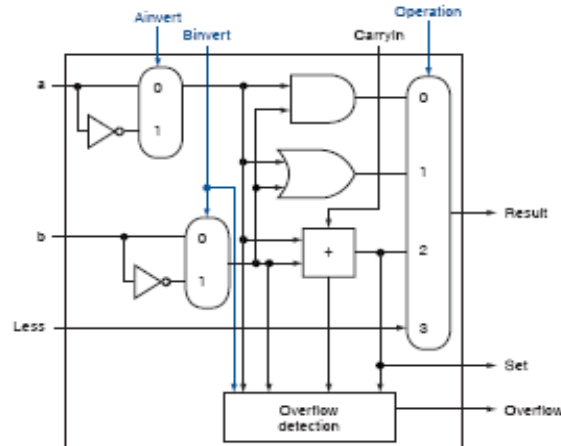 Operation
Ainvert
Binvert
CarryIn
a
0
1
0
1
Result
b
0
1
+
2
Less
3
Set
Overflow detection
Overflow